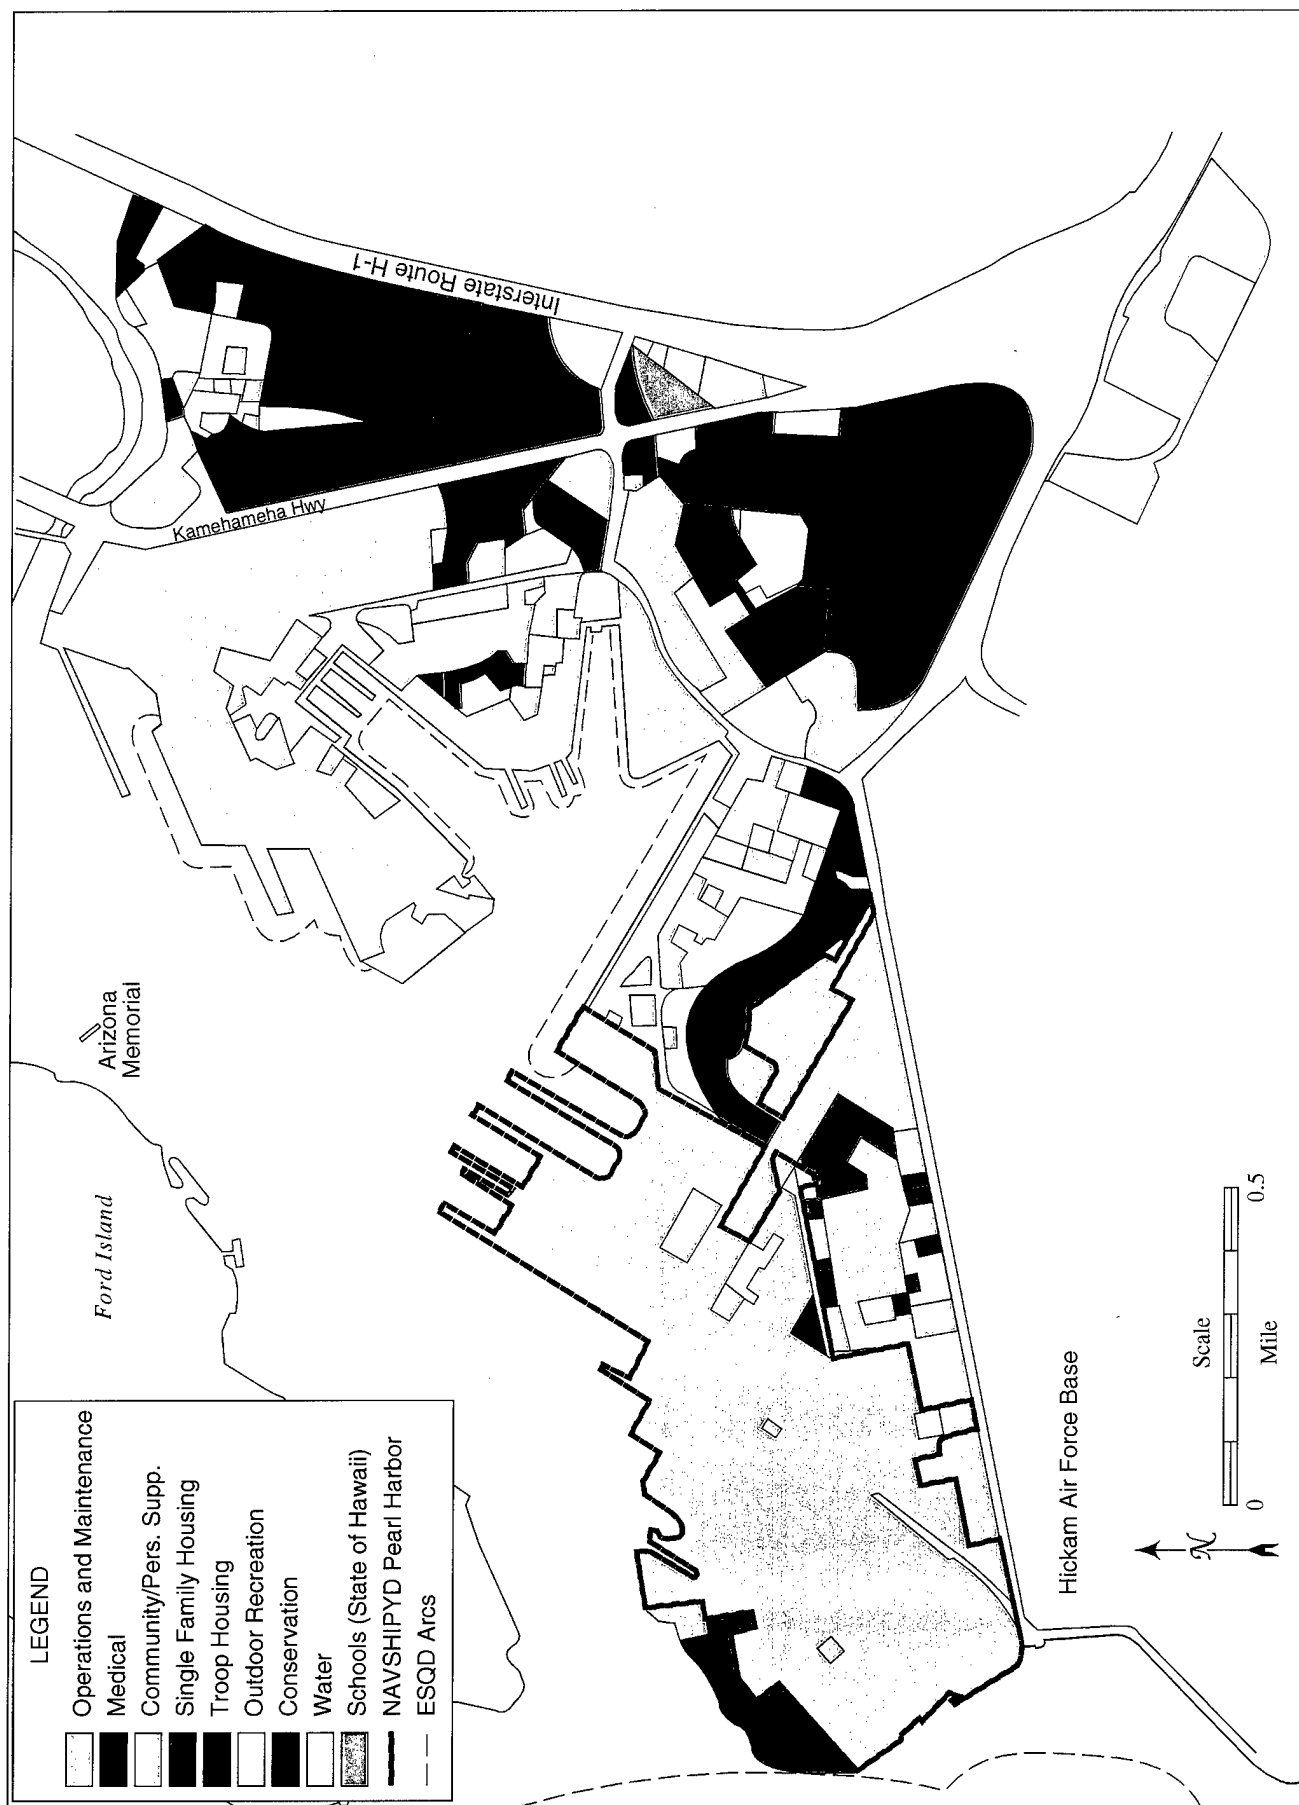 LEGEND
Operations and Maintenance
Medical
Community/Pers. Supp.
Single Family Housing
Troop Housing
Outdoor Recreation
Conservation
Water
Schools (State of Hawaii)
NAVSHIPYD Pearl Harbor
ESQD Arcs
Ford Island
Arizona
Memorial
Kamehameha Hwy
Interstate Route H-1
Hickam Air Force Base
N
Scale
0
0.5
Mile